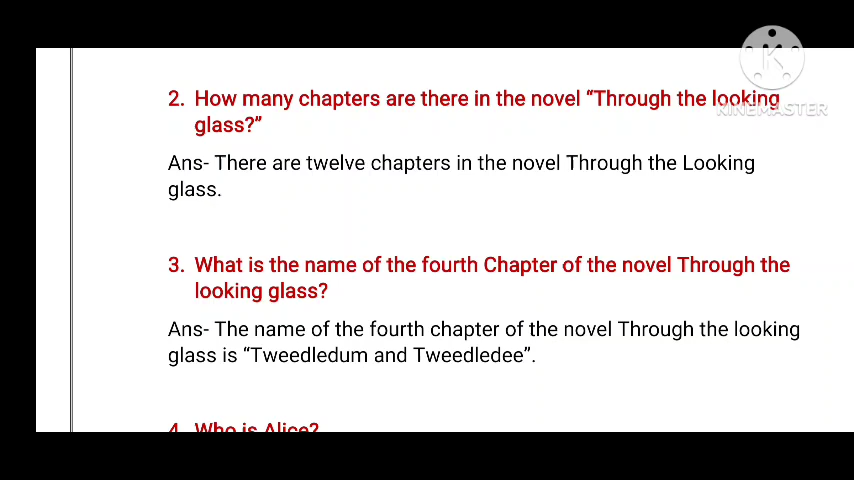 K
KINEMASTER
2. How many chapters are there in the novel “Through the looking
glass?”
Ans- There are twelve chapters in the novel Through the Looking
glass.
3. What is the name of the fourth Chapter of the novel Through the
looking glass?
Ans- The name of the fourth chapter of the novel Through the looking
glass is “Tweedledum and Tweedledee”.
4. Who is Alice?